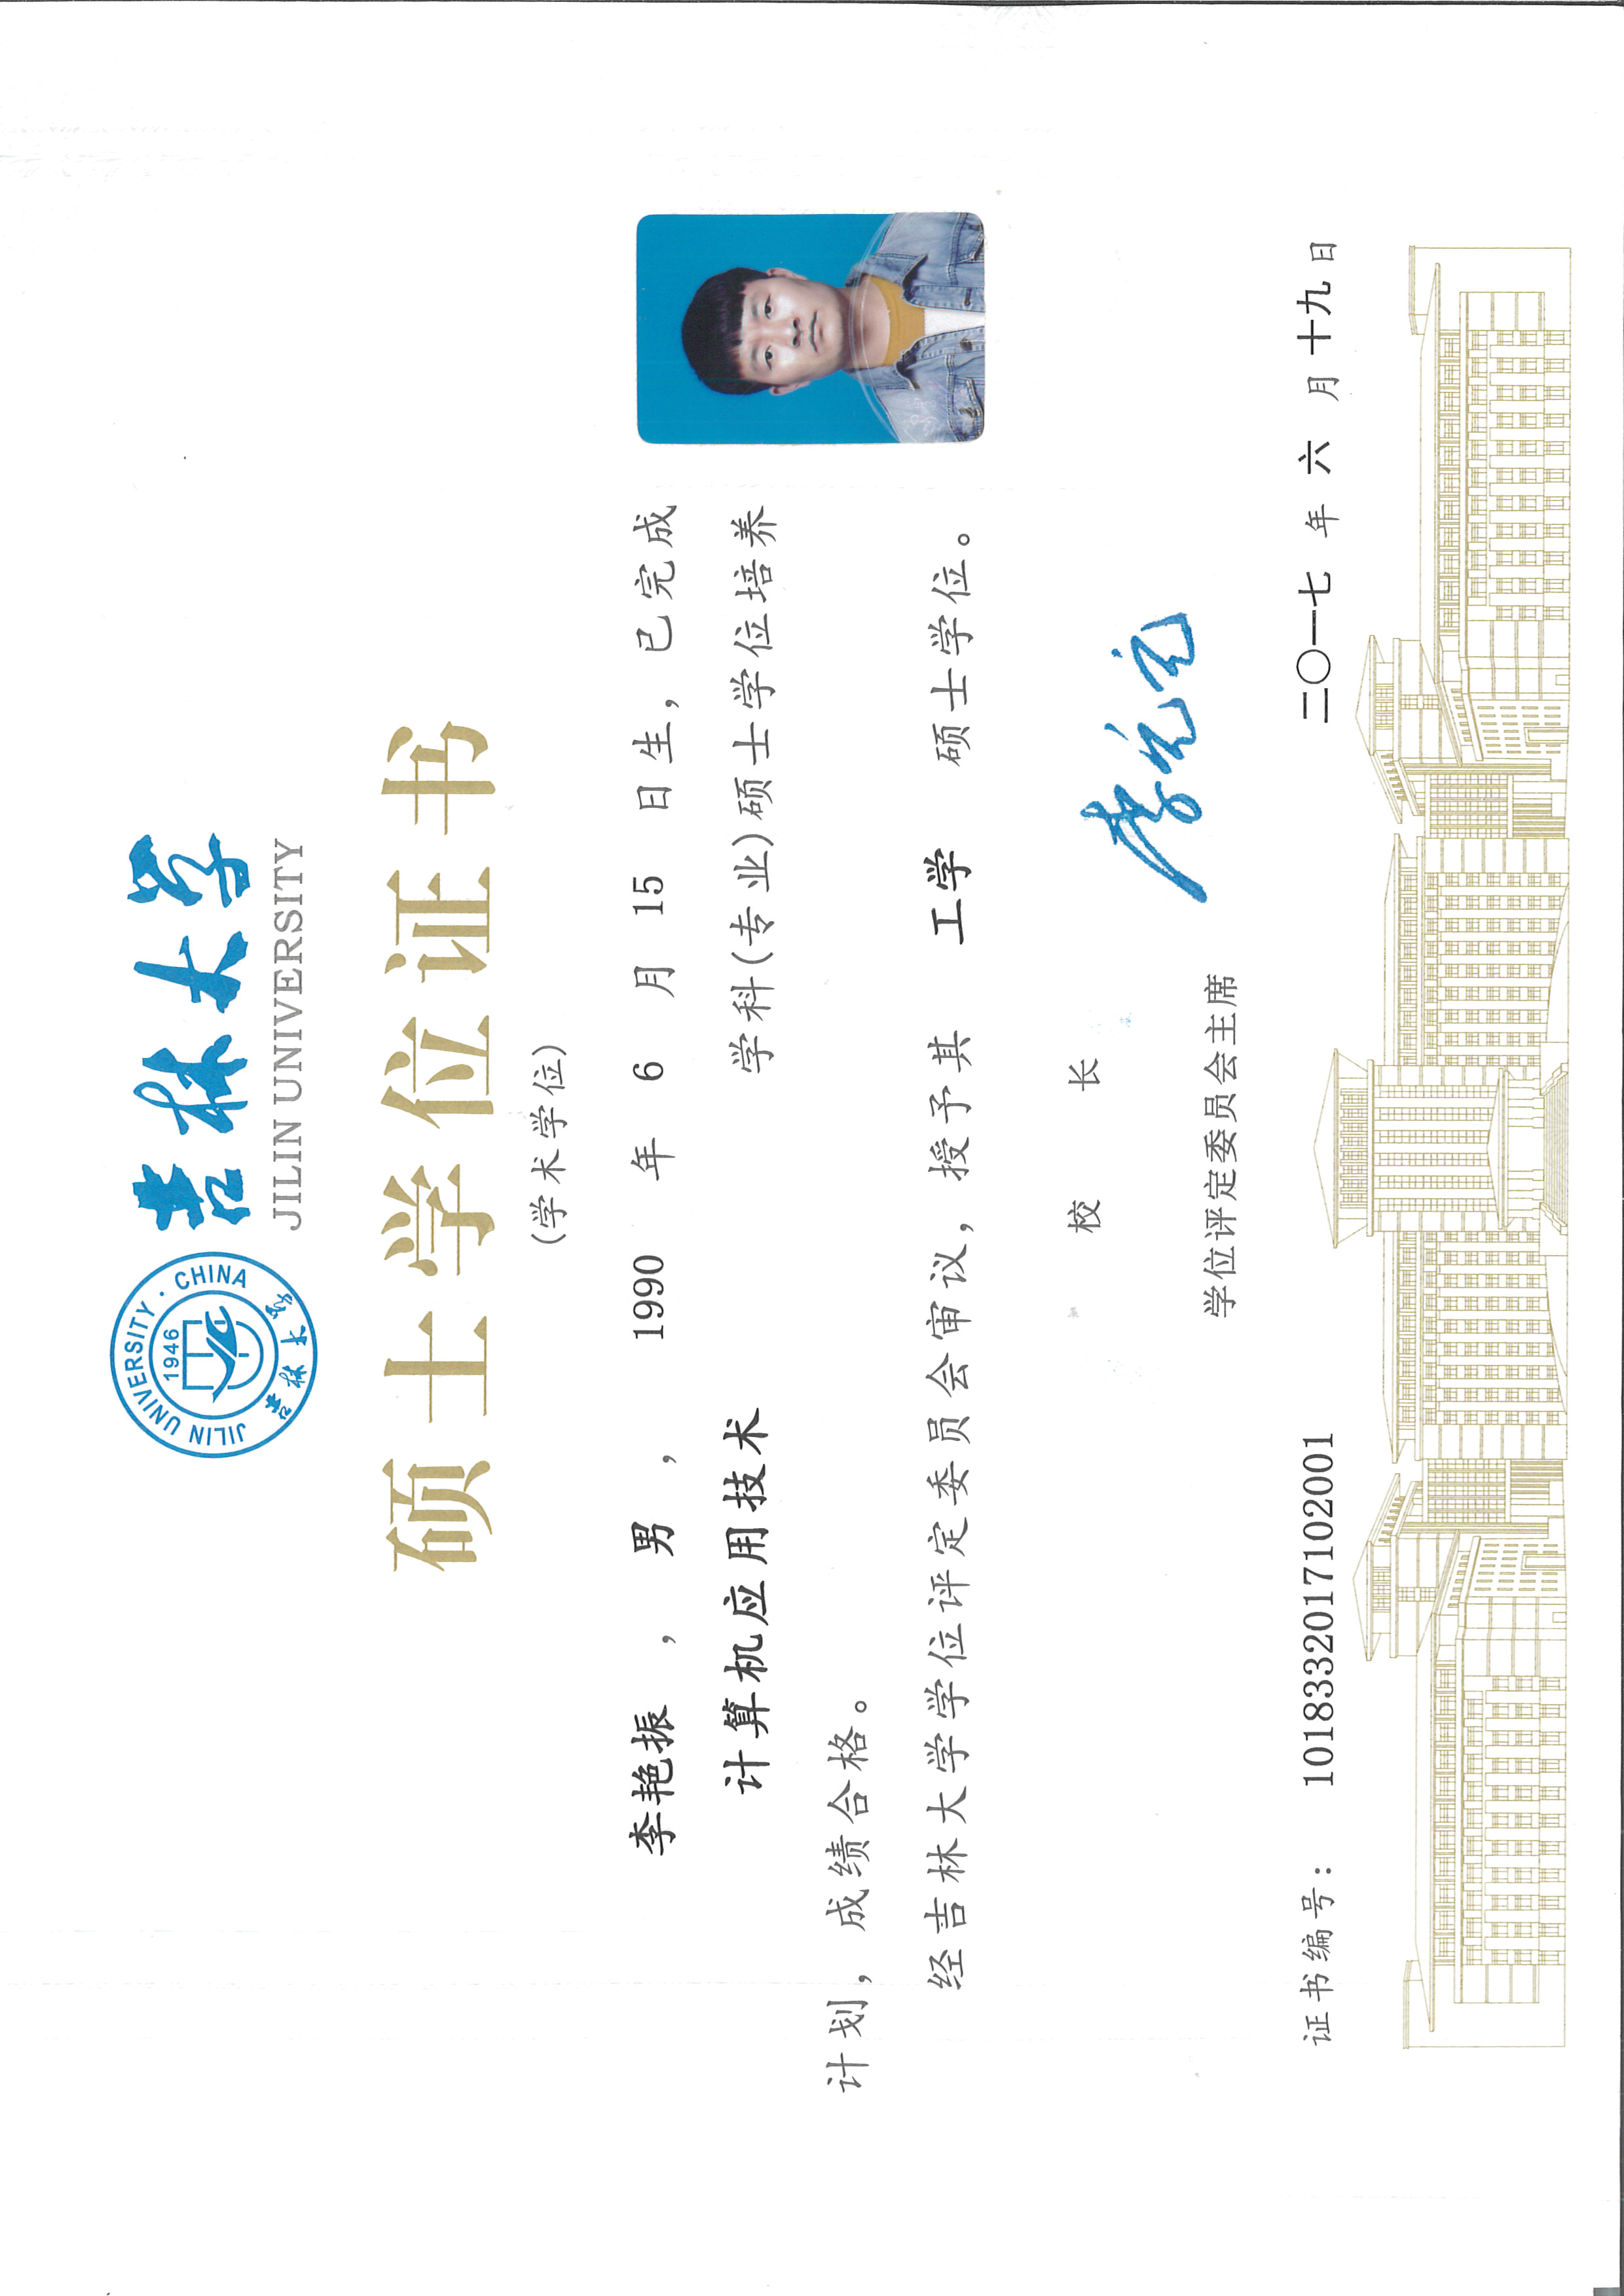 吉林大学
JILIN UNIVERSITY
JILIN UNIVERSITY · CHINA
1946
吉林大学
硕士学位证书
(学术学位)
李艳振 , 男 , 1990 年 6 月 15 日生, 已完成
计算机应用技术 学科(专业)硕士学位培养
计划, 成绩合格。
经吉林大学学位评定委员会审议, 授予其 工学 硕士学位。
校 长
学位评定委员会主席
证书编号: 1018332017102001
二〇一七 年 六 月 十九 日